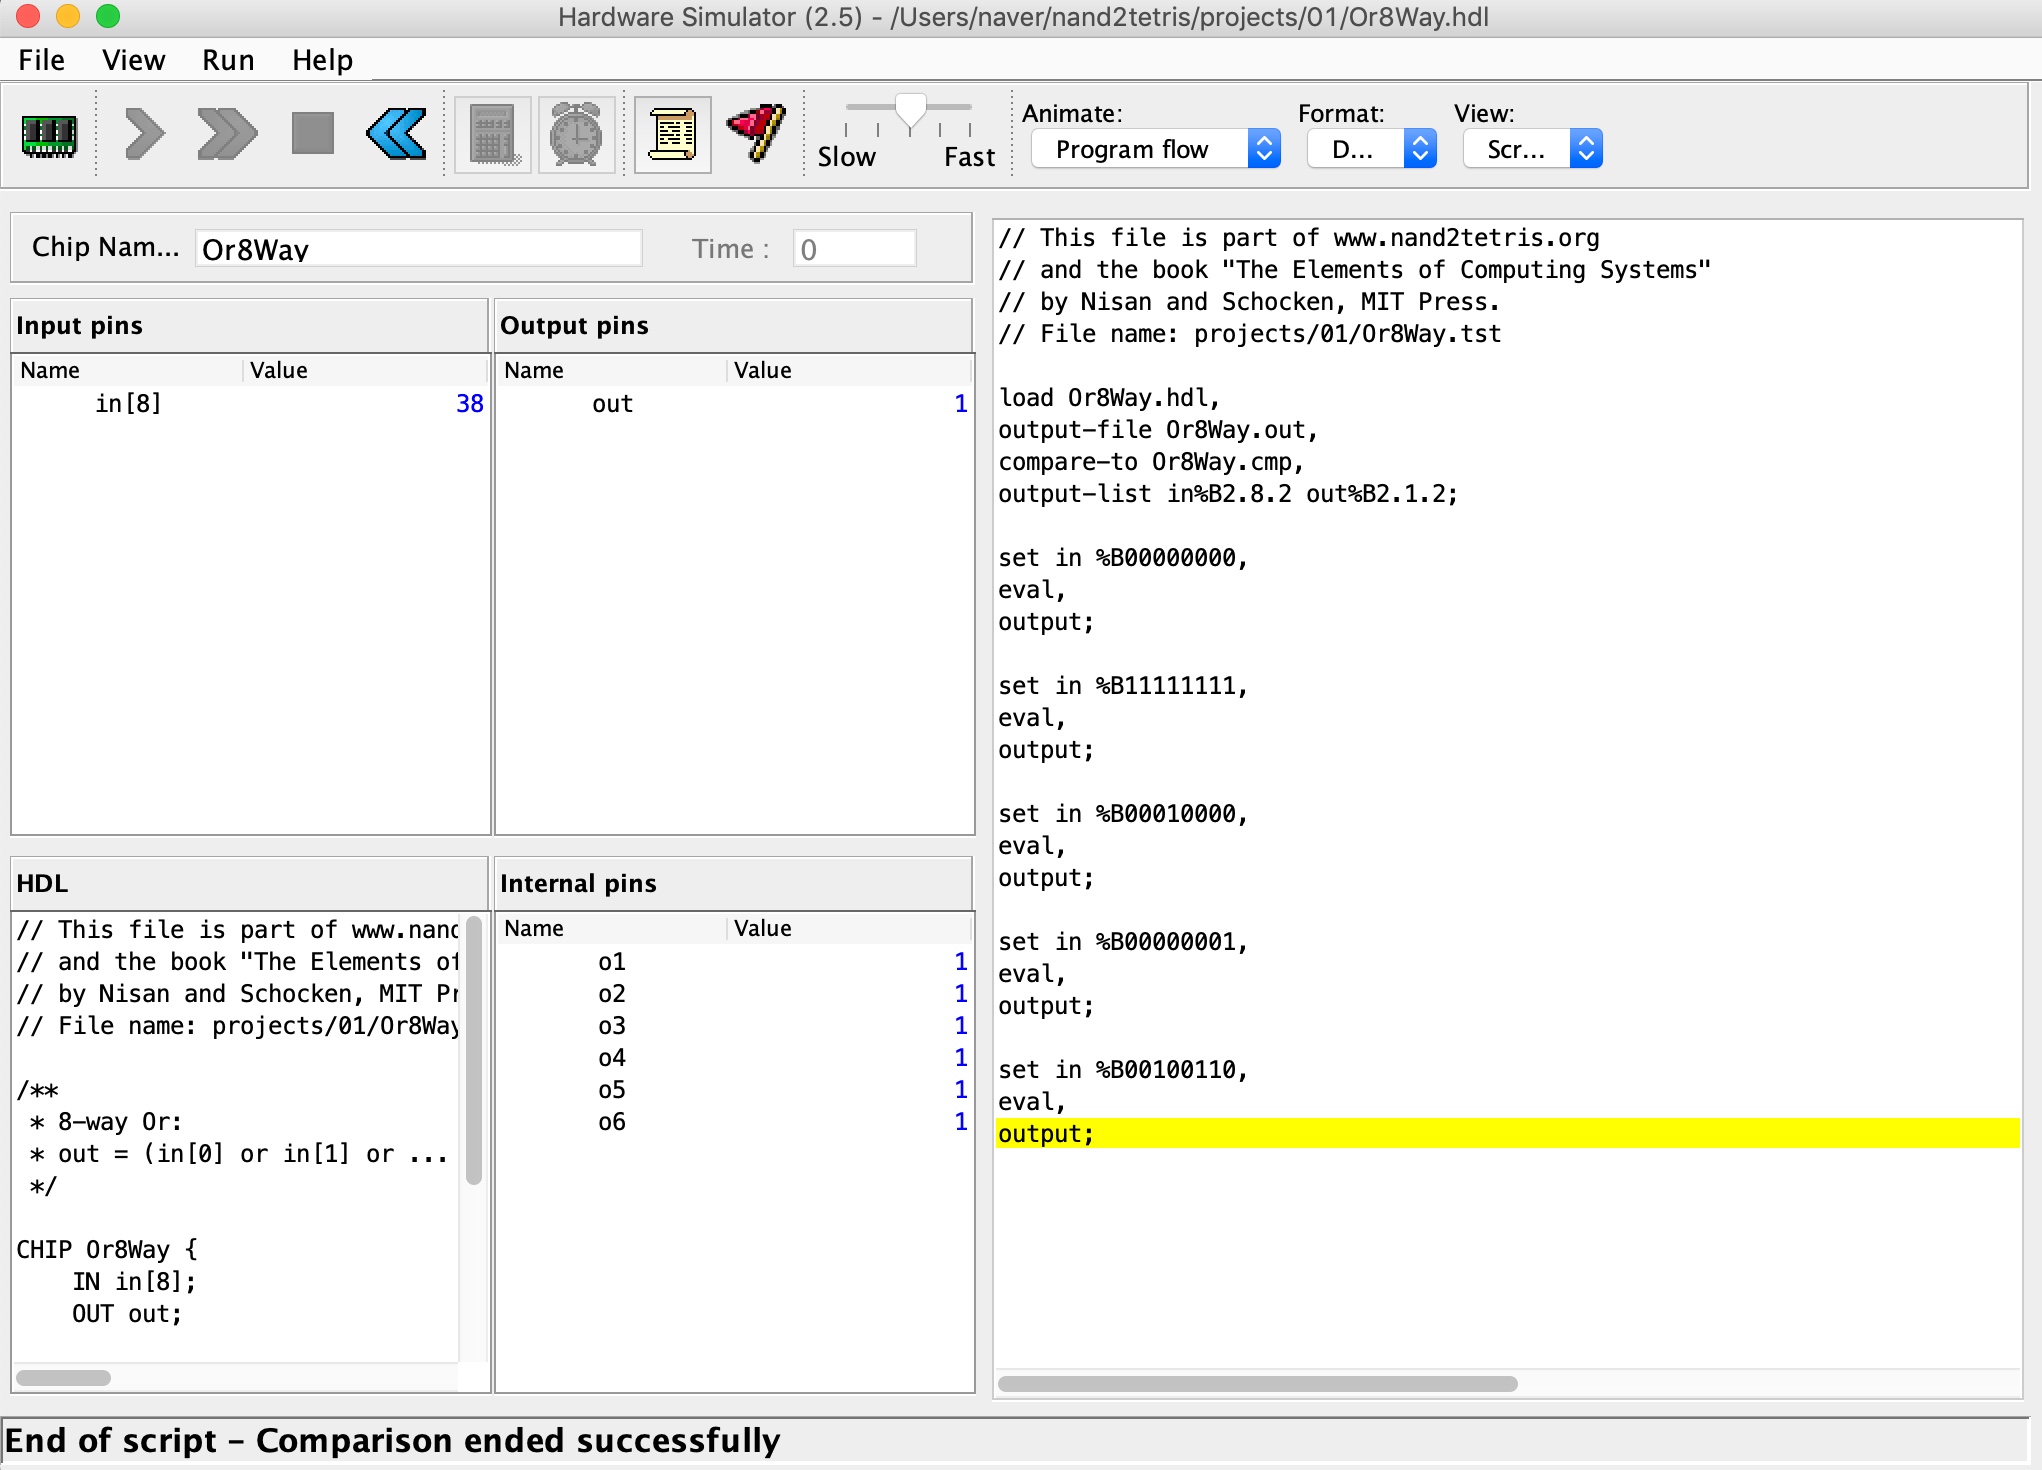 Hardware Simulator (2.5) - /Users/naver/nand2tetris/projects/01/Or8Way.hdl
File View Run Help
Animate: Format: View:
Slow Fast Program flow D... Scr...
Chip Nam... Or8Way Time : 0
Input pins
Name Value
in[8] 38
Output pins
Name Value
out 1
HDL
// This file is part of www.nand
// and the book "The Elements of
// by Nisan and Schocken, MIT Pr
// File name: projects/01/Or8Way
/**
* 8-way Or:
* out = (in[0] or in[1] or ...
*/
CHIP Or8Way {
IN in[8];
OUT out;
Internal pins
Name Value
o1 1
o2 1
o3 1
o4 1
o5 1
o6 1
// This file is part of www.nand2tetris.org
// and the book "The Elements of Computing Systems"
// by Nisan and Schocken, MIT Press.
// File name: projects/01/Or8Way.tst
load Or8Way.hdl,
output-file Or8Way.out,
compare-to Or8Way.cmp,
output-list in%B2.8.2 out%B2.1.2;
set in %B00000000,
eval,
output;
set in %B11111111,
eval,
output;
set in %B00010000,
eval,
output;
set in %B00000001,
eval,
output;
set in %B00100110,
eval,
output;
End of script - Comparison ended successfully